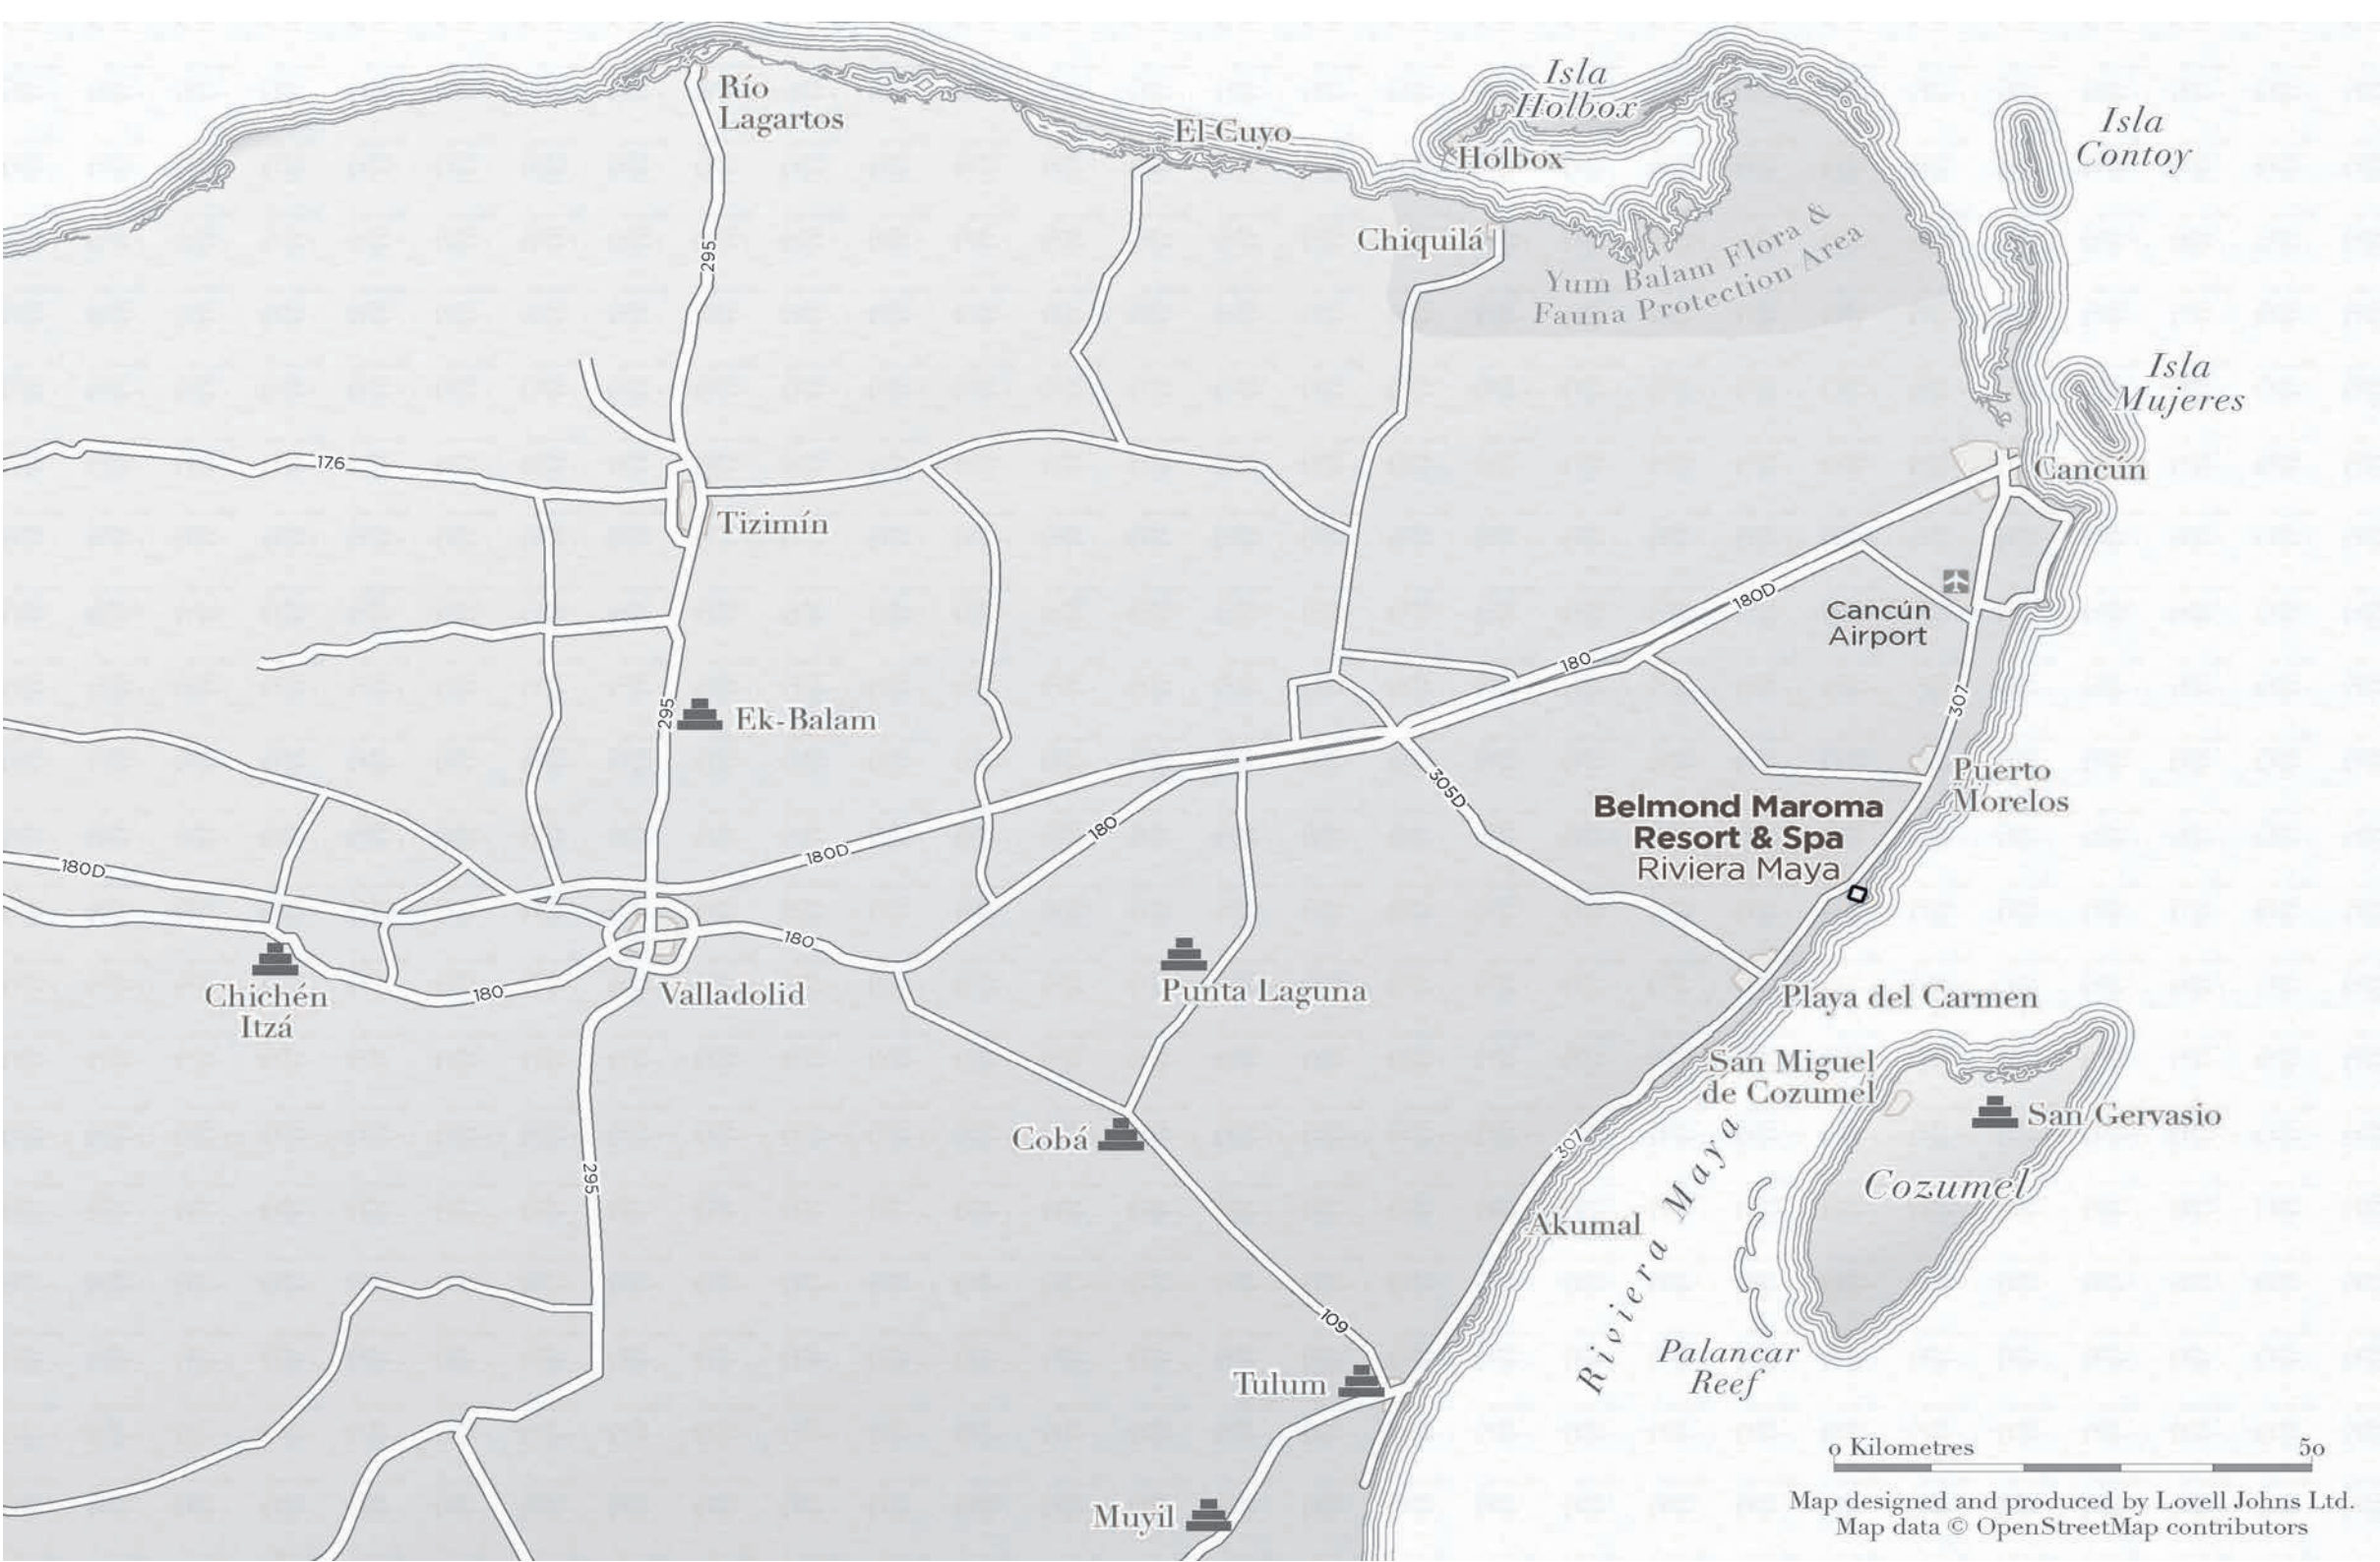 Río
Lagartos
El Cuyo
Isla
Holbox
Holbox
Isla
Contoy
Chiquilá
Yum Balam Flora &
Fauna Protection Area
295
Isla
Mujeres
176
Cancún
Tizimín
180D
Cancún
Airport
180
307
295
Ek-Balam
305D
Puerto
Morelos
Belmond Maroma
Resort & Spa
Riviera Maya
180
180D
180D
180
Chichén
Itzá
180
Valladolid
Punta Laguna
Playa del Carmen
San Miguel
de Cozumel
San Gervasio
Cobá
307
295
Cozumel
Akumal
Riviera Maya
109
Palancar
Reef
Tulum
0 Kilometres 50
Muyil
Map designed and produced by Lovell Johns Ltd.
Map data © OpenStreetMap contributors